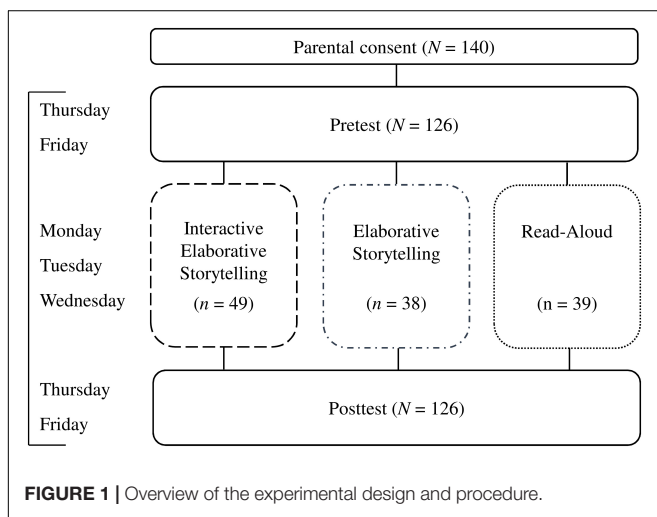 Parental consent (N = 140)
Thursday
Friday
Pretest (N = 126)
Monday
Tuesday
Wednesday
Interactive
Elaborative
Storytelling
(n = 49)
Elaborative
Storytelling
(n = 38)
Read-Aloud
(n = 39)
Thursday
Friday
Posttest (N = 126)
FIGURE 1 | Overview of the experimental design and procedure.